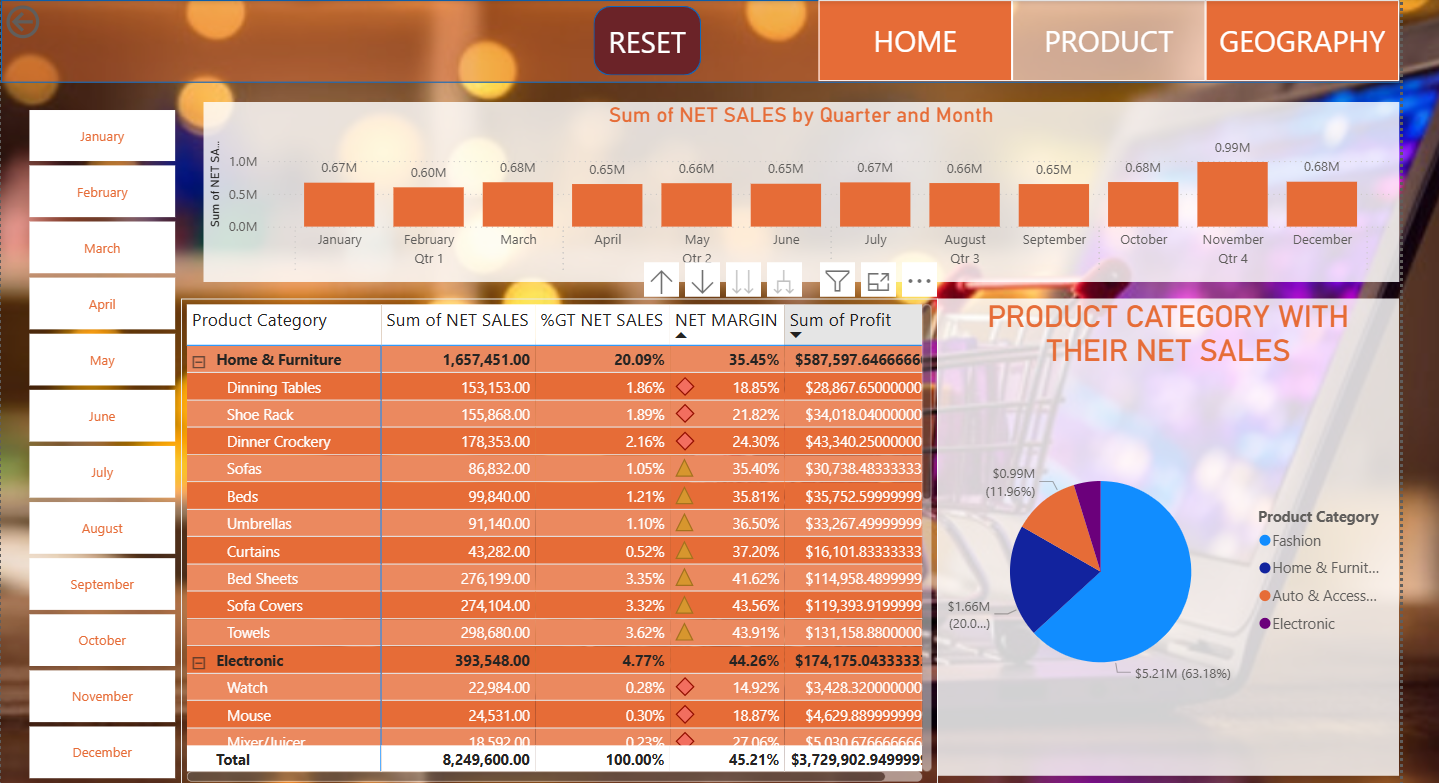 RESET
HOME
PRODUCT
GEOGRAPHY
January
February
March
April
May
June
July
August
September
October
November
December
Sum of NET SALES by Quarter and Month
Sum of NET SA...
1.0M
0.5M
0.0M
0.67M 0.60M 0.68M 0.65M 0.66M 0.65M 0.67M 0.66M 0.65M 0.68M 0.99M 0.68M
January February March April May June July August September October November December
Qtr 1 Qtr 2 Qtr 3 Qtr 4
Product Category Sum of NET SALES %GT NET SALES NET MARGIN Sum of Profit
Home & Furniture 1,657,451.00 20.09% 35.45% $587,597.6466666
Dinning Tables 153,153.00 1.86% 18.85% $28,867.65000000
Shoe Rack 155,868.00 1.89% 21.82% $34,018.04000000
Dinner Crockery 178,353.00 2.16% 24.30% $43,340.25000000
Sofas 86,832.00 1.05% 35.40% $30,738.48333333
Beds 99,840.00 1.21% 35.81% $35,752.59999999
Umbrellas 91,140.00 1.10% 36.50% $33,267.49999999
Curtains 43,282.00 0.52% 37.20% $16,101.83333333
Bed Sheets 276,199.00 3.35% 41.62% $114,958.4899999
Sofa Covers 274,104.00 3.32% 43.56% $119,393.9199999
Towels 298,680.00 3.62% 43.91% $131,158.8800000
Electronic 393,548.00 4.77% 44.26% $174,175.0433333
Watch 22,984.00 0.28% 14.92% $3,428.320000000
Mouse 24,531.00 0.30% 18.87% $4,629.889999999
Mixer/Juicer 18,592.00 0.23% 27.06% $5,030.676666666
Total 8,249,600.00 100.00% 45.21% $3,729,902.949999
PRODUCT CATEGORY WITH
THEIR NET SALES
$0.99M
(11.96%)
$1.66M
(20.0...)
$5.21M (63.18%)
Product Category
Fashion
Home & Furnit...
Auto & Access...
Electronic